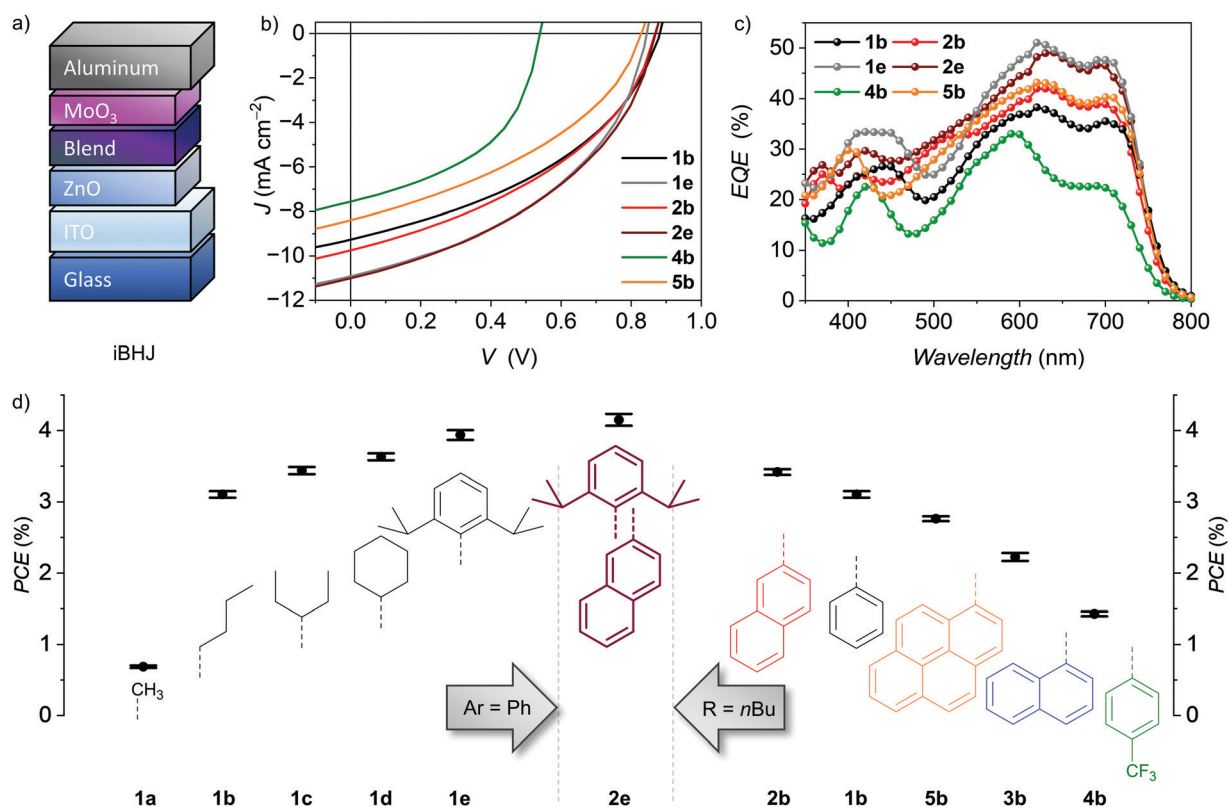 a)
Aluminum
MoO₃
Blend
ZnO
ITO
Glass
iBHJ
b)
0
−2
−4
−6
−8
−10
−12
J (mA cm⁻²)
0.0 0.2 0.4 0.6 0.8 1.0
V (V)
1b
1e
2b
2e
4b
5b
c)
50
40
30
20
10
0
EQE (%)
400 500 600 700 800
Wavelength (nm)
1b 2b
1e 2e
4b 5b
d)
4
3
2
1
0
PCE (%)
CH₃
Ar = Ph
R = nBu
CF₃
4
3
2
1
0
PCE (%)
1a 1b 1c 1d 1e 2e 2b 1b 5b 3b 4b